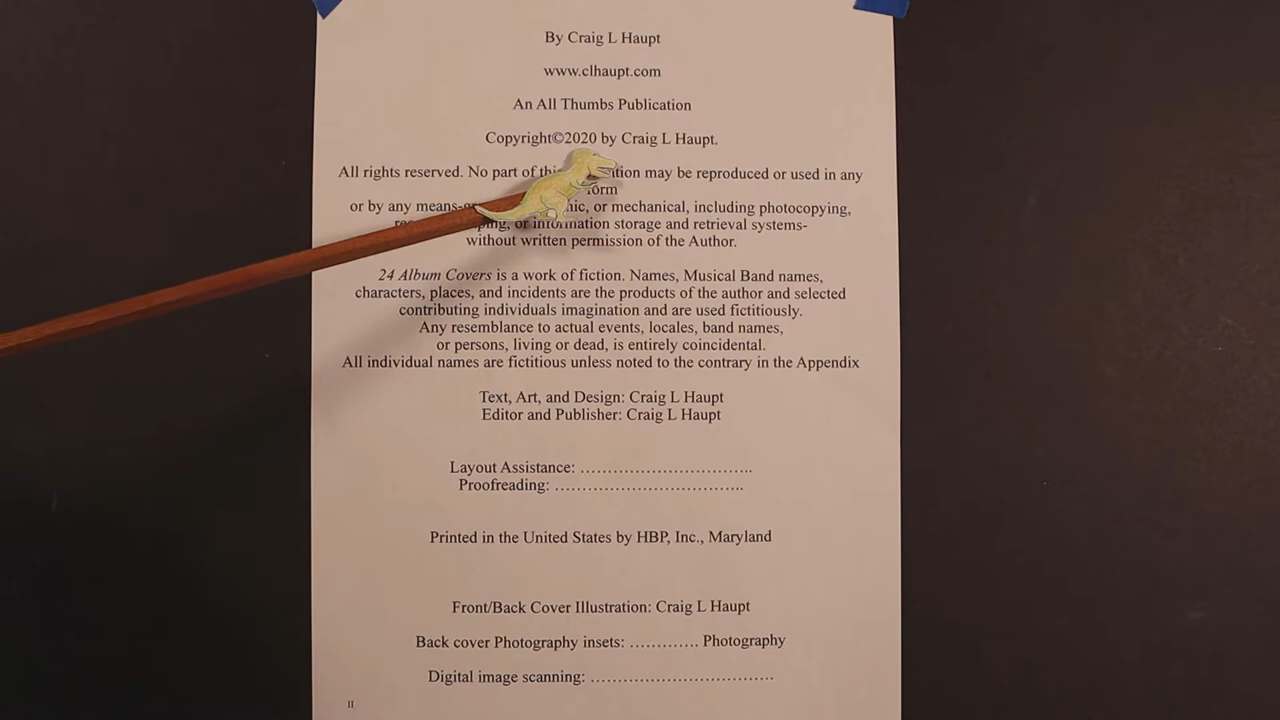 By Craig L Haupt
www.clhaupt.com
An All Thumbs Publication
Copyright©2020 by Craig L Haupt.
All rights reserved. No part of this may be reproduced or used in any
form
or by any means- or mechanical, including photocopying,
or information storage and retrieval systems-
without written permission of the Author.
24 Album Covers is a work of fiction. Names, Musical Band names,
characters, places, and incidents are the products of the author and selected
contributing individuals imagination and are used fictitiously.
Any resemblance to actual events, locales, band names,
or persons, living or dead, is entirely coincidental.
All individual names are fictitious unless noted to the contrary in the Appendix
Text, Art, and Design: Craig L Haupt
Editor and Publisher: Craig L Haupt
Layout Assistance: …………………………..
Proofreading: ……………………………..
Printed in the United States by HBP, Inc., Maryland
Front/Back Cover Illustration: Craig L Haupt
Back cover Photography insets: …………. Photography
Digital image scanning: ……………………………
II